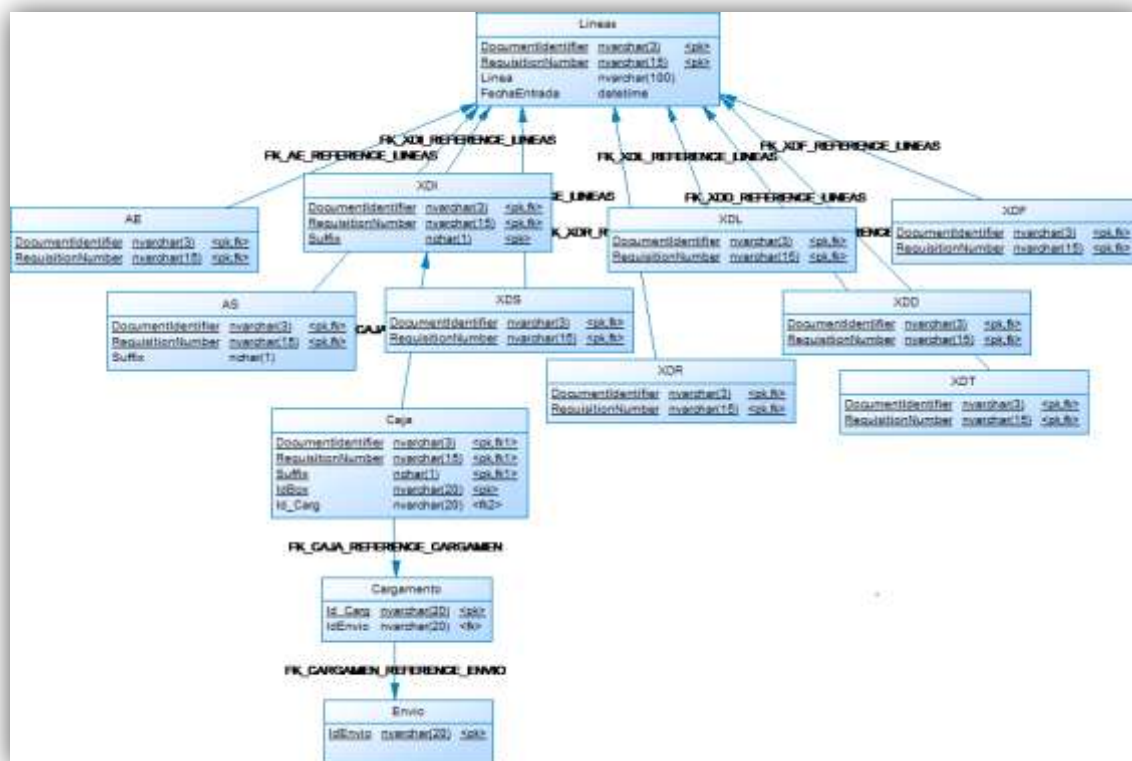 Lineas
DocumentIdentifier nvarchar(3) <pk>
RequisitionNumber nvarchar(15) <pk>
Linea nvarchar(100)
FechaEntrada datetime
FK_XDI_REFERENCE_LINEAS
FK_XDF_REFERENCE_LINEAS
FK_AE_REFERENCE_LINEAS
FK_XDL_REFERENCE_LINEAS
XDI
DocumentIdentifier nvarchar(3) <pk,fk>
RequisitionNumber nvarchar(15) <pk,fk>
Suffix nchar(1) <pk>
CE_LINEAS
FK_XDD_REFERENCE_LINEAS
K_XDR_R
RENCE
AE
DocumentIdentifier nvarchar(3) <pk,fk>
RequisitionNumber nvarchar(15) <pk,fk>
XDL
DocumentIdentifier nvarchar(3) <pk,fk>
RequisitionNumber nvarchar(15) <pk,fk>
XDF
DocumentIdentifier nvarchar(3) <pk,fk>
RequisitionNumber nvarchar(15) <pk,fk>
AS
DocumentIdentifier nvarchar(3) <pk,fk>
RequisitionNumber nvarchar(15) <pk,fk>
Suffix nchar(1)
CAJA
XDS
DocumentIdentifier nvarchar(3) <pk,fk>
RequisitionNumber nvarchar(15) <pk,fk>
XDD
DocumentIdentifier nvarchar(3) <pk,fk>
RequisitionNumber nvarchar(15) <pk,fk>
XDR
DocumentIdentifier nvarchar(3) <pk,fk>
RequisitionNumber nvarchar(15) <pk,fk>
XDT
DocumentIdentifier nvarchar(3) <pk,fk>
RequisitionNumber nvarchar(15) <pk,fk>
Caja
DocumentIdentifier nvarchar(3) <pk,fk1>
RequisitionNumber nvarchar(15) <pk,fk1>
Suffix nchar(1) <pk,fk1>
IdBox nvarchar(20) <pk>
Id_Carg nvarchar(20) <fk2>
FK_CAJA_REFERENCE_CARGAMEN
Cargamento
Id_Carg nvarchar(20) <pk>
IdEnvio nvarchar(20) <fk>
FK_CARGAMEN_REFERENCE_ENVIO
Envio
IdEnvio nvarchar(20) <pk>